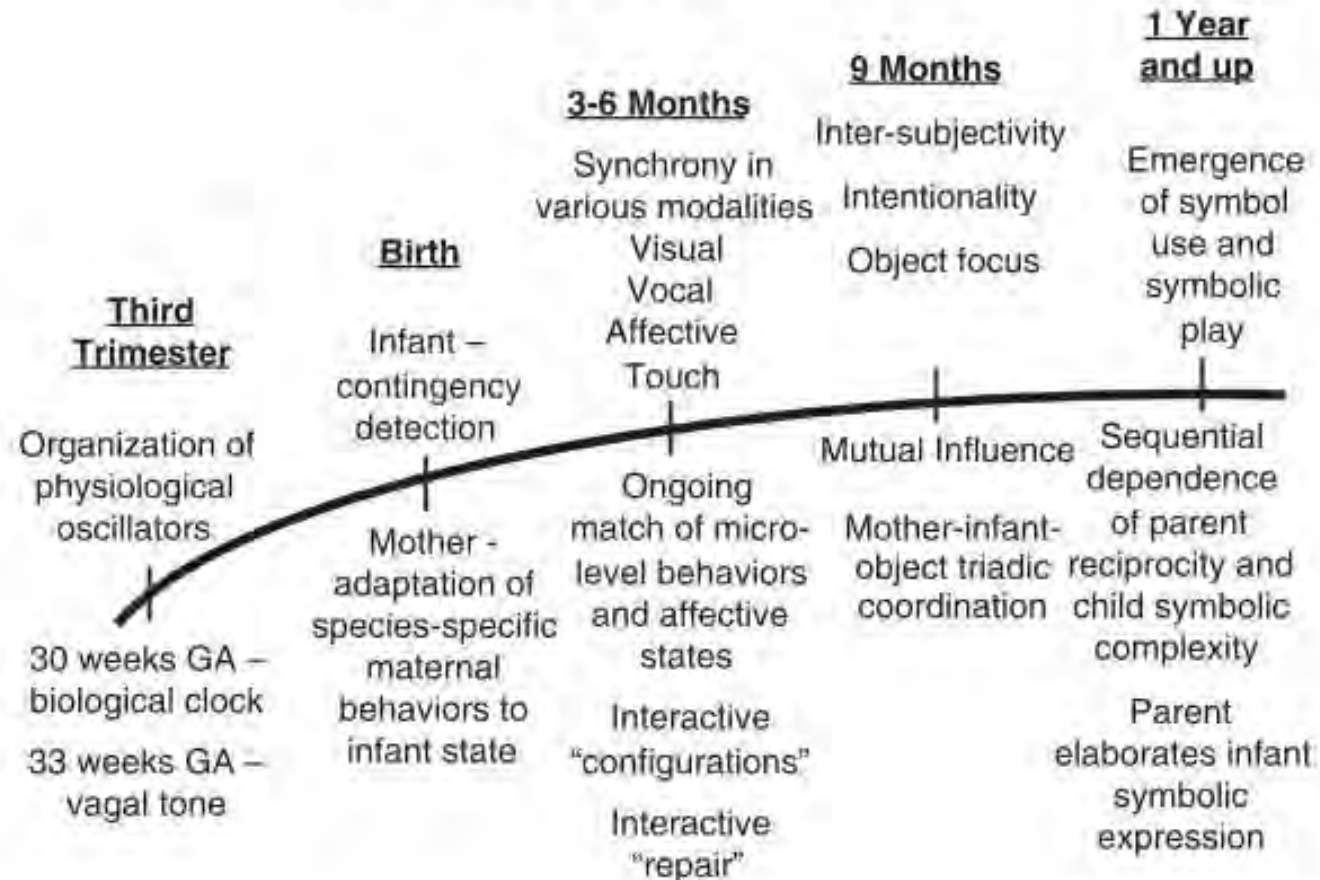 Third
Trimester
Organization of
physiological
oscillators
30 weeks GA –
biological clock
33 weeks GA –
vagal tone
Birth
Infant –
contingency
detection
Mother -
adaptation of
species-specific
maternal
behaviors to
infant state
3-6 Months
Synchrony in
various modalities
Visual
Vocal
Affective
Touch
Ongoing
match of micro-
level behaviors
and affective
states
Interactive
“configurations”
Interactive
“repair”
9 Months
Inter-subjectivity
Intentionality
Object focus
Mutual Influence
Mother-infant-
object triadic
coordination
1 Year
and up
Emergence
of symbol
use and
symbolic
play
Sequential
dependence
of parent
reciprocity and
child symbolic
complexity
Parent
elaborates infant
symbolic
expression